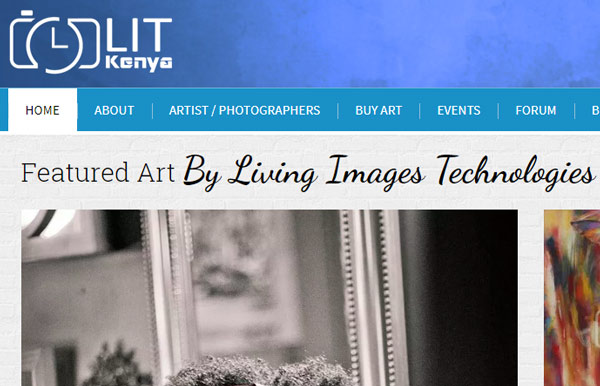 LIT
Kenya
HOME ABOUT ARTIST / PHOTOGRAPHERS BUY ART EVENTS FORUM B
Featured Art By Living Images Technologies